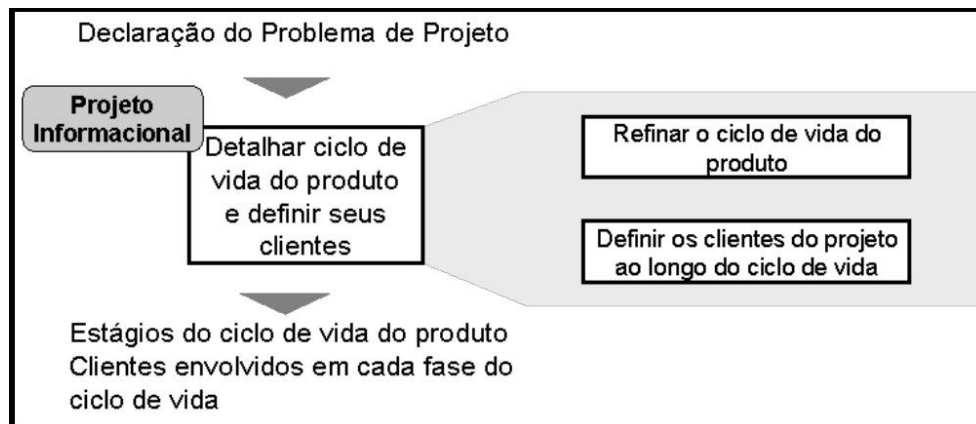 Declaração do Problema de Projeto
Projeto
Informacional
Detalhar ciclo de
vida do produto
e definir seus
clientes
Refinar o ciclo de vida do
produto
Definir os clientes do projeto
ao longo do ciclo de vida
Estágios do ciclo de vida do produto
Clientes envolvidos em cada fase do
ciclo de vida